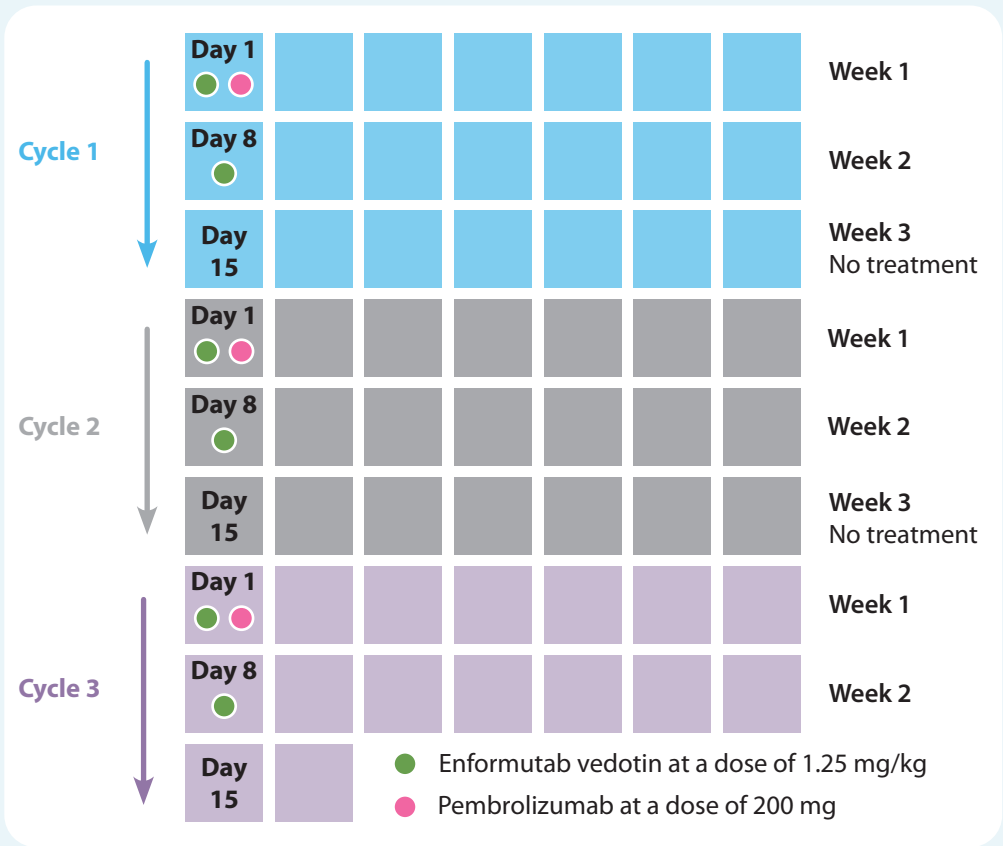 Day 1
Week 1
Cycle 1
Day 8
Week 2
Day
15
Week 3
No treatment
Day 1
Week 1
Cycle 2
Day 8
Week 2
Day
15
Week 3
No treatment
Day 1
Week 1
Cycle 3
Day 8
Week 2
Day
15
Enformutab vedotin at a dose of 1.25 mg/kg
Pembrolizumab at a dose of 200 mg